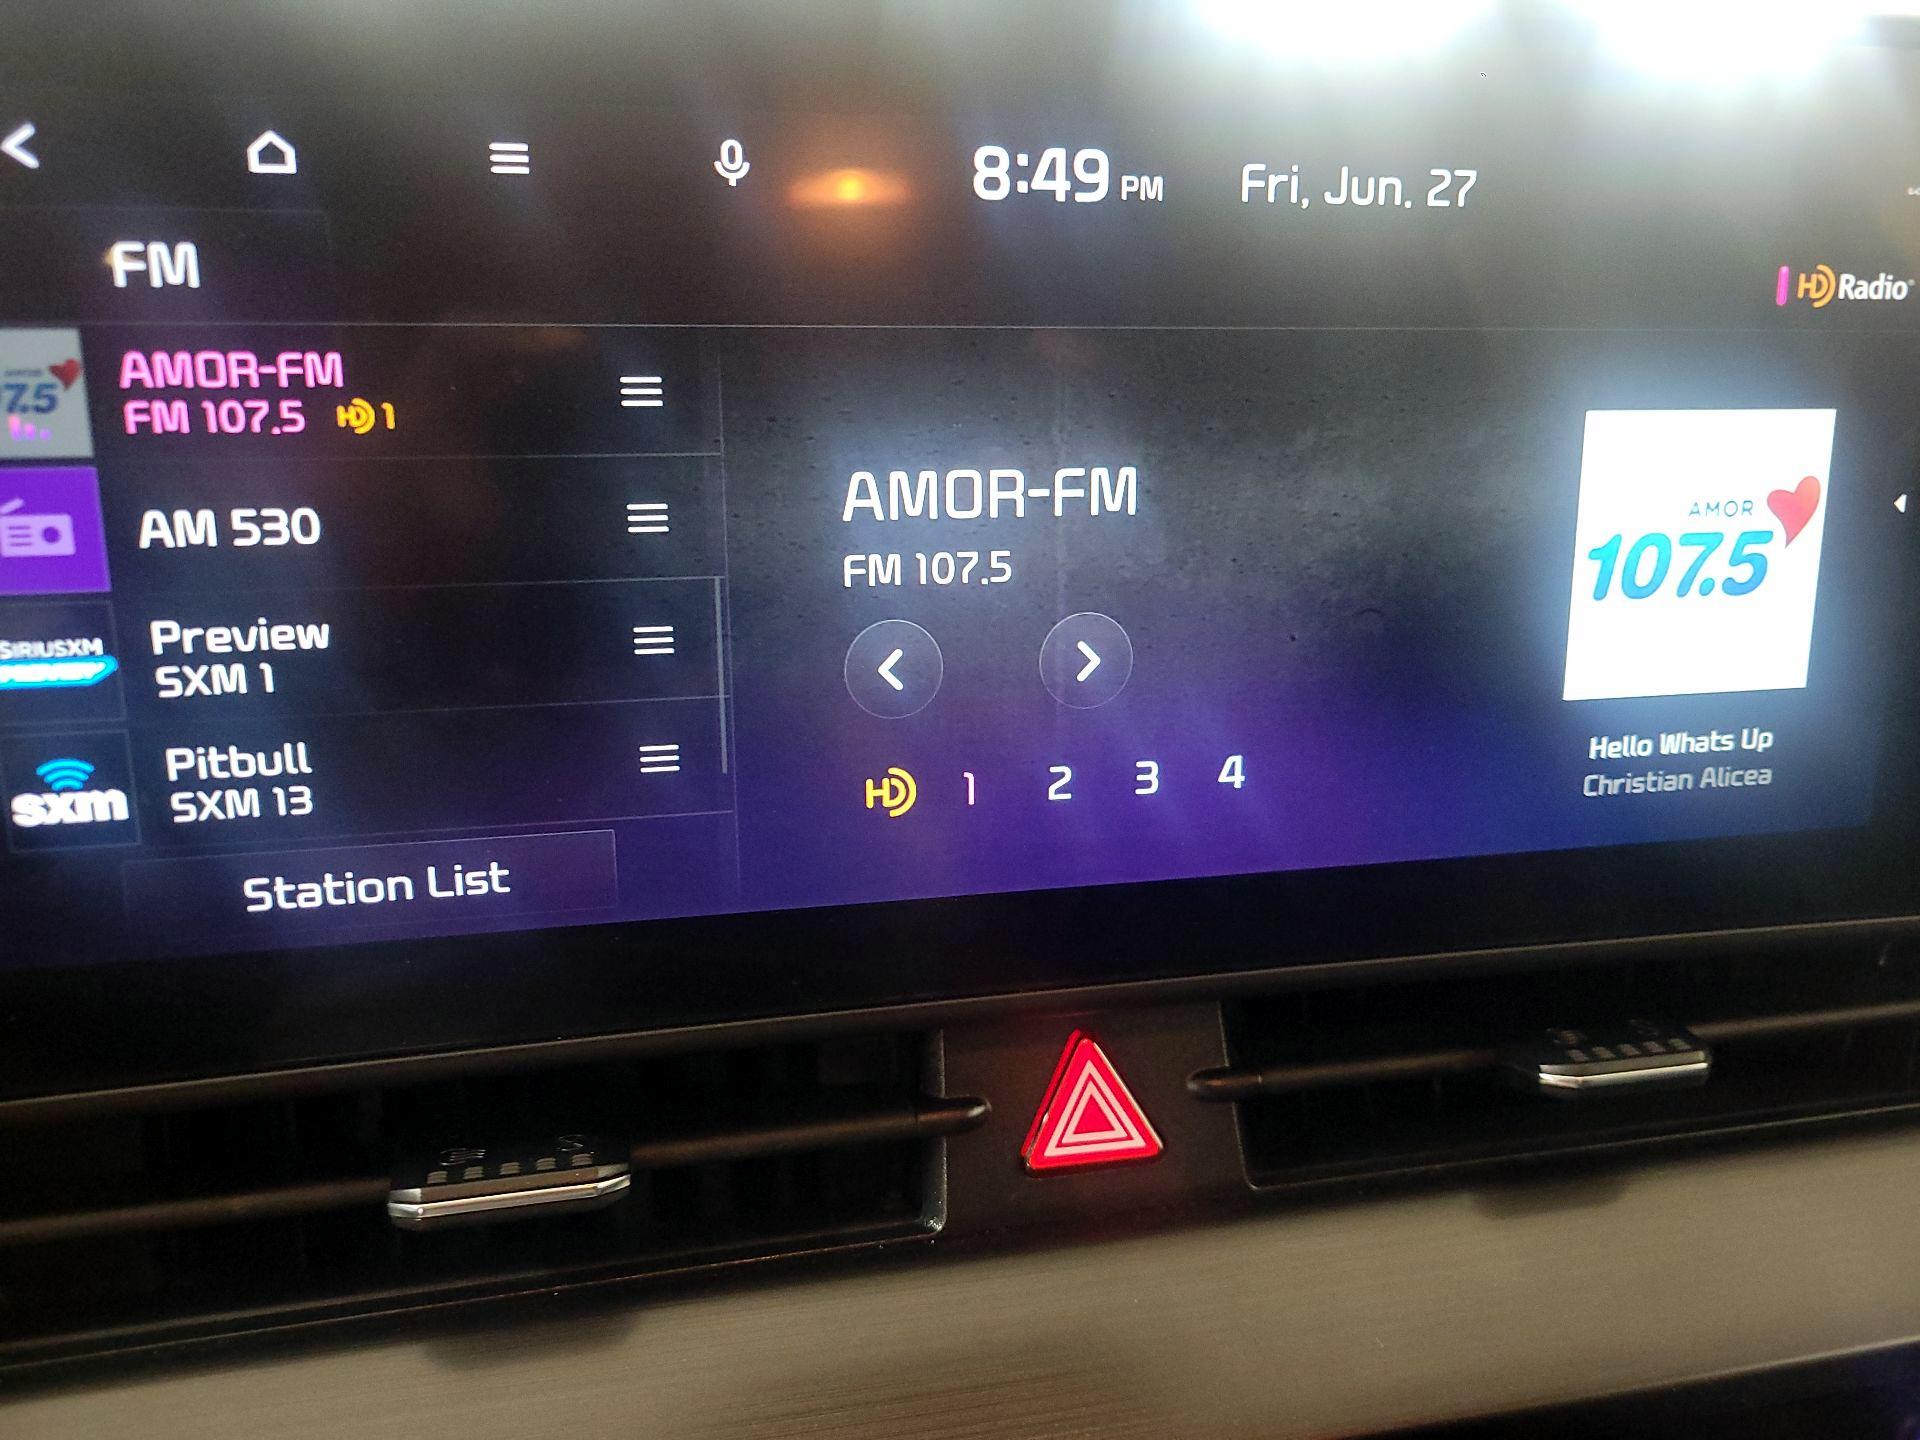 8:49 PM Fri, Jun. 27
FM
HD Radio
7.5
AMOR-FM
FM 107.5 HD 1
AM 530
SIRIUSXM
Preview
SXM 1
sxm
Pitbull
SXM 13
Station List
AMOR-FM
FM 107.5
HD 1 2 3 4
AMOR
107.5
Hello Whats Up
Christian Alicea